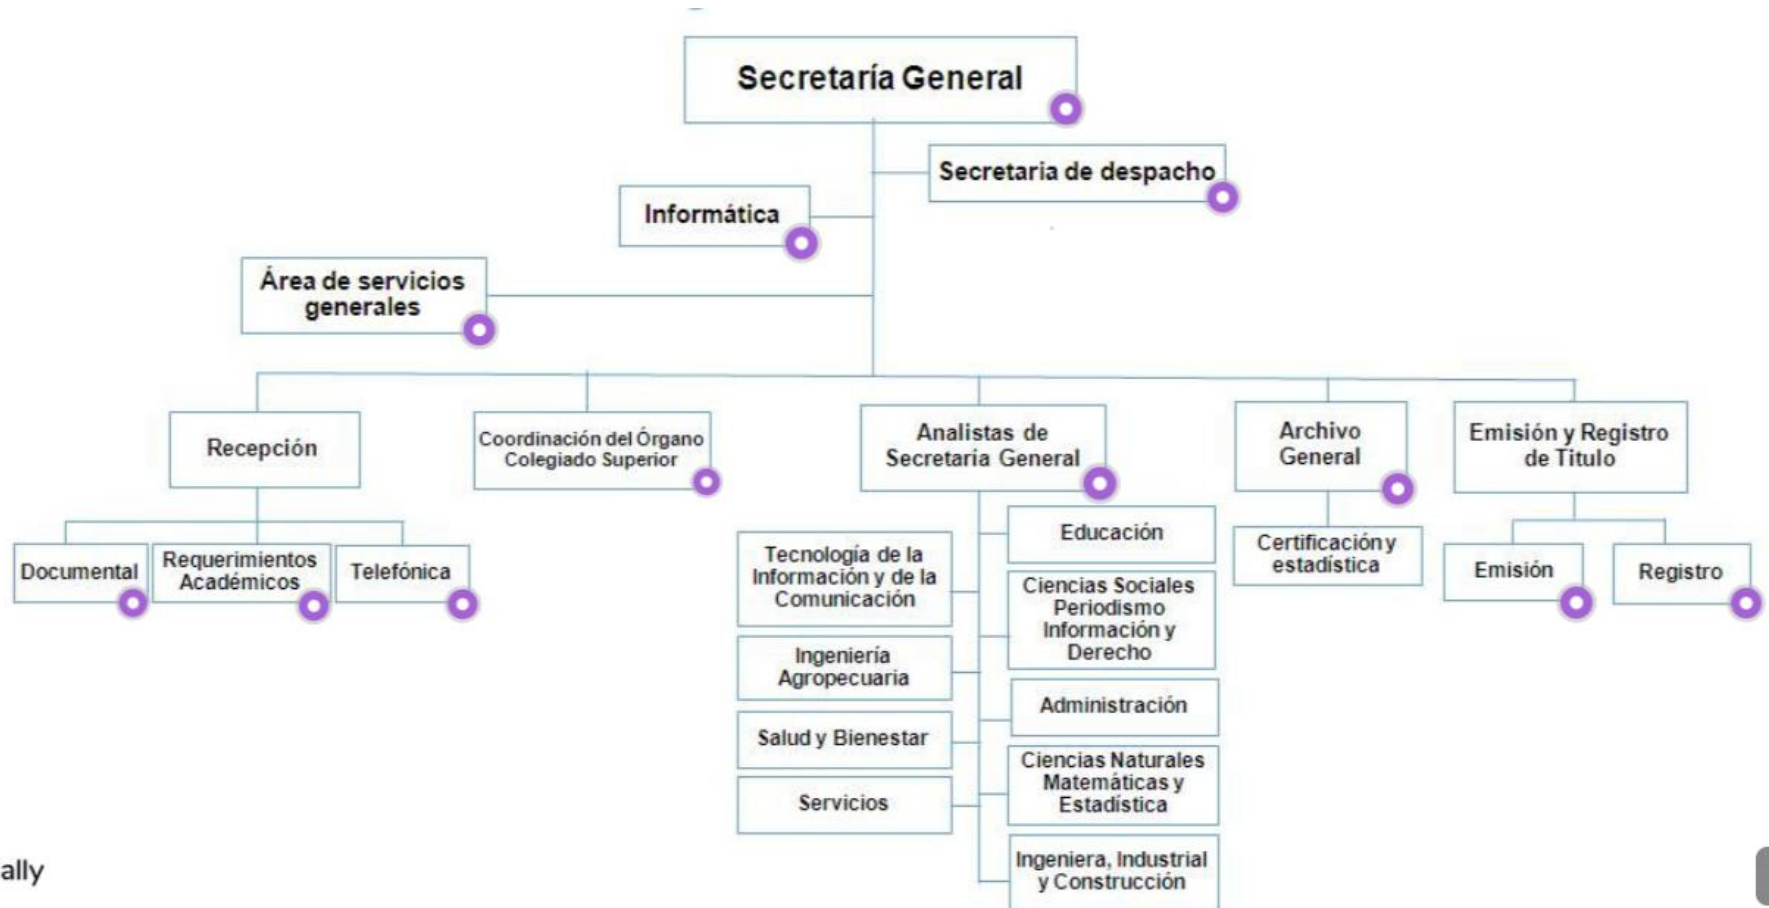 Secretaría General
Secretaria de despacho
Informática
Área de servicios
generales
Recepción
Coordinación del Órgano
Colegiado Superior
Analistas de
Secretaría General
Archivo
General
Emisión y Registro
de Titulo
Documental
Requerimientos
Académicos
Telefónica
Tecnología de la
Información y de la
Comunicación
Ingeniería
Agropecuaria
Salud y Bienestar
Servicios
Educación
Ciencias Sociales
Periodismo
Información y
Derecho
Administración
Ciencias Naturales
Matemáticas y
Estadística
Ingeniera, Industrial
y Construcción
Certificación y
estadística
Emisión
Registro
ally